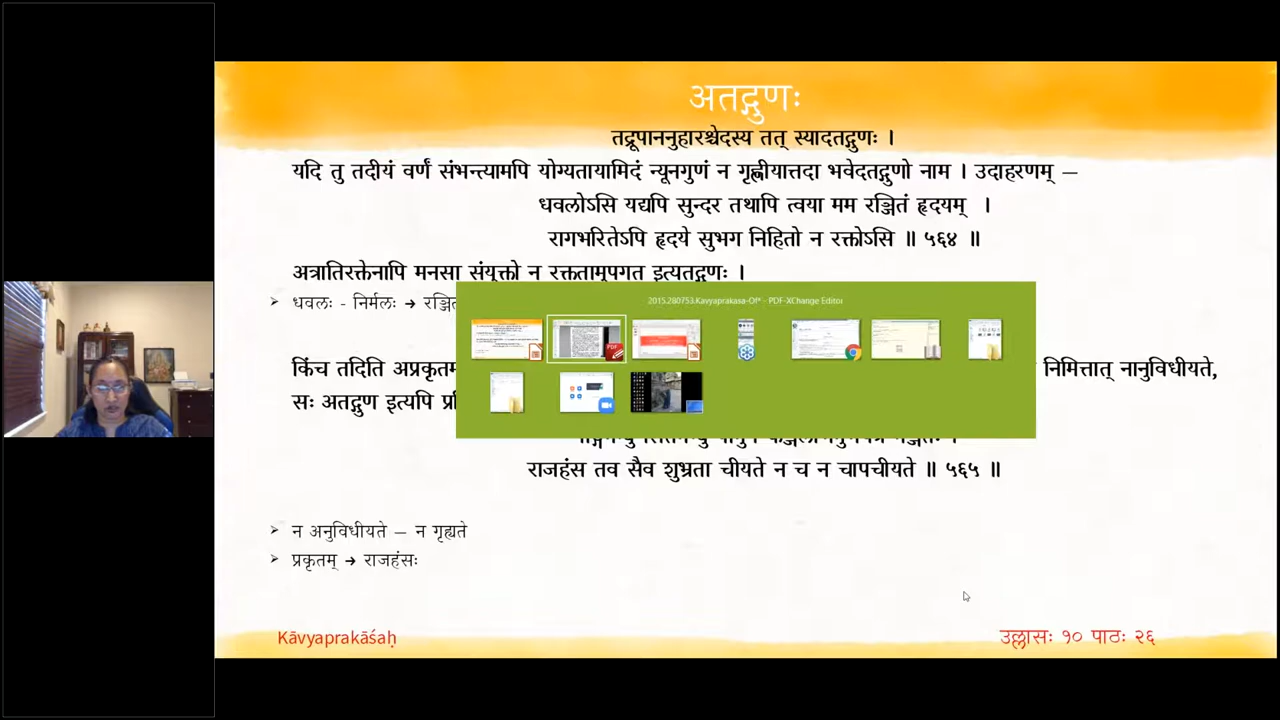 अतद्गुणः
तद्रूपाननुहारश्चेदस्य तत् स्यादतद्गुणः ।
यदि तु तदीयं वर्णं संभन्त्यामपि योग्यतायामिदं न्यूनगुणं न गृह्णीयात्तदा भवेदतद्गुणो नाम । उदाहरणम् —
धवलोऽसि यद्यपि सुन्दर तथापि त्वया मम रञ्जितं हृदयम् ।
रागभरितेऽपि हृदये सुभग निहितो न रक्तोऽसि ॥ ५६४ ॥
अत्रातिरक्तेनापि मनसा संयुक्तो न रक्ततामुपगत इत्यतद्गुणः ।
➢ धवलः - निर्मलः → रञ्जित
2015.280753.Kavyaprakasa-Of* - PDF-XChange Editor
किंच तदिति अप्रकृतम निमित्तात् नानुविधीयते,
सः अतद्गुण इत्यपि प्रति
राजहंस तव सैव शुभ्रता चीयते न च न चापचीयते ॥ ५६५ ॥
➢ न अनुविधीयते – न गृह्यते
➢ प्रकृतम् → राजहंसः
Kāvyaprakāśaḥ
उल्लासः १० पाठः २६